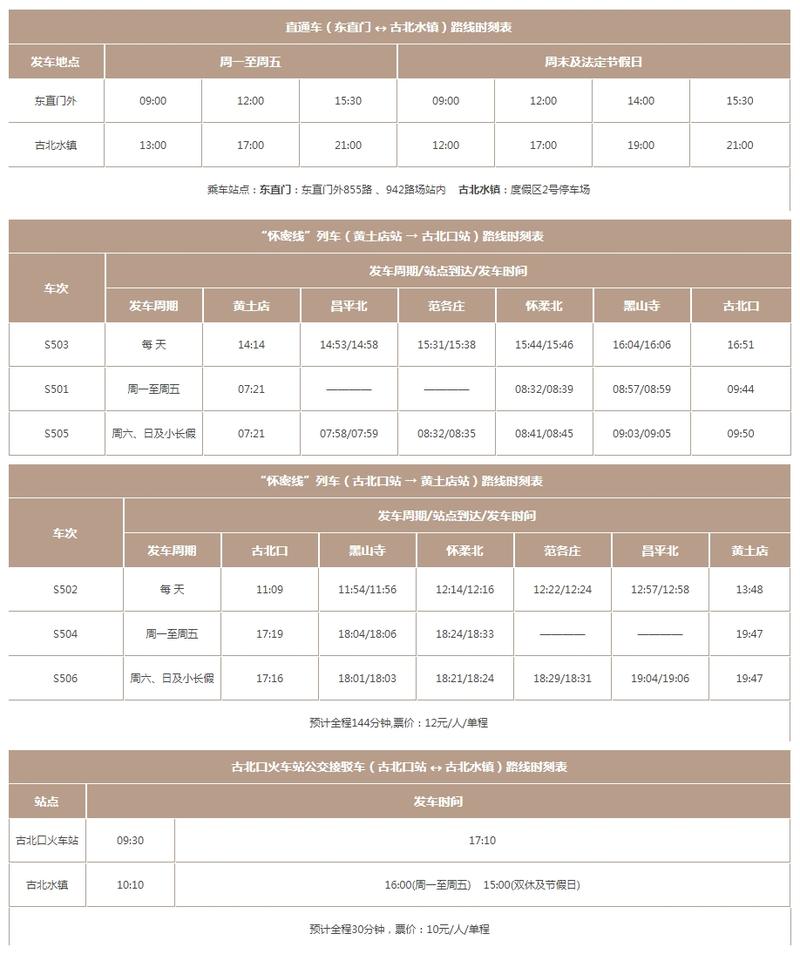 直通车（东直门 ↔ 古北水镇）路线时刻表
发车地点 周一至周五 周末及法定节假日
东直门外 09:00 12:00 15:30 09:00 12:00 14:00 15:30
古北水镇 13:00 17:00 21:00 12:00 17:00 19:00 21:00
乘车站点：东直门：东直门外855路 、942路场站内 古北水镇：度假区2号停车场
“怀密线”列车（黄土店站 → 古北口站）路线时刻表
车次 发车周期/站点到达/发车时间
发车周期 黄土店 昌平北 范各庄 怀柔北 黑山寺 古北口
S503 每 天 14:14 14:53/14:58 15:31/15:38 15:44/15:46 16:04/16:06 16:51
S501 周一至周五 07:21 ———— ———— 08:32/08:39 08:57/08:59 09:44
S505 周六、日及小长假 07:21 07:58/07:59 08:32/08:35 08:41/08:45 09:03/09:05 09:50
“怀密线”列车（古北口站 → 黄土店站）路线时刻表
车次 发车周期/站点到达/发车时间
发车周期 古北口 黑山寺 怀柔北 范各庄 昌平北 黄土店
S502 每 天 11:09 11:54/11:56 12:14/12:16 12:22/12:24 12:57/12:58 13:48
S504 周一至周五 17:19 18:04/18:06 18:24/18:33 ———— ———— 19:47
S506 周六、日及小长假 17:16 18:01/18:03 18:21/18:24 18:29/18:31 19:04/19:06 19:47
预计全程144分钟,票价：12元/人/单程
古北口火车站公交接驳车（古北口站 ↔ 古北水镇）路线时刻表
站点 发车时间
古北口火车站 09:30 17:10
古北水镇 10:10 16:00(周一至周五) 15:00(双休及节假日)
预计全程30分钟，票价：10元/人/单程